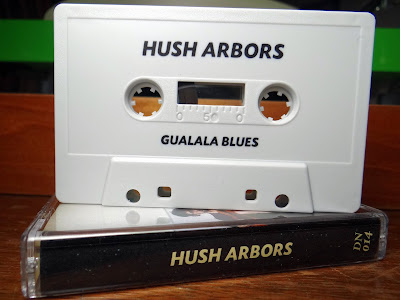 HUSH ARBORS
0 50 0
GUALALA BLUES
HUSH ARBORS
DN
014